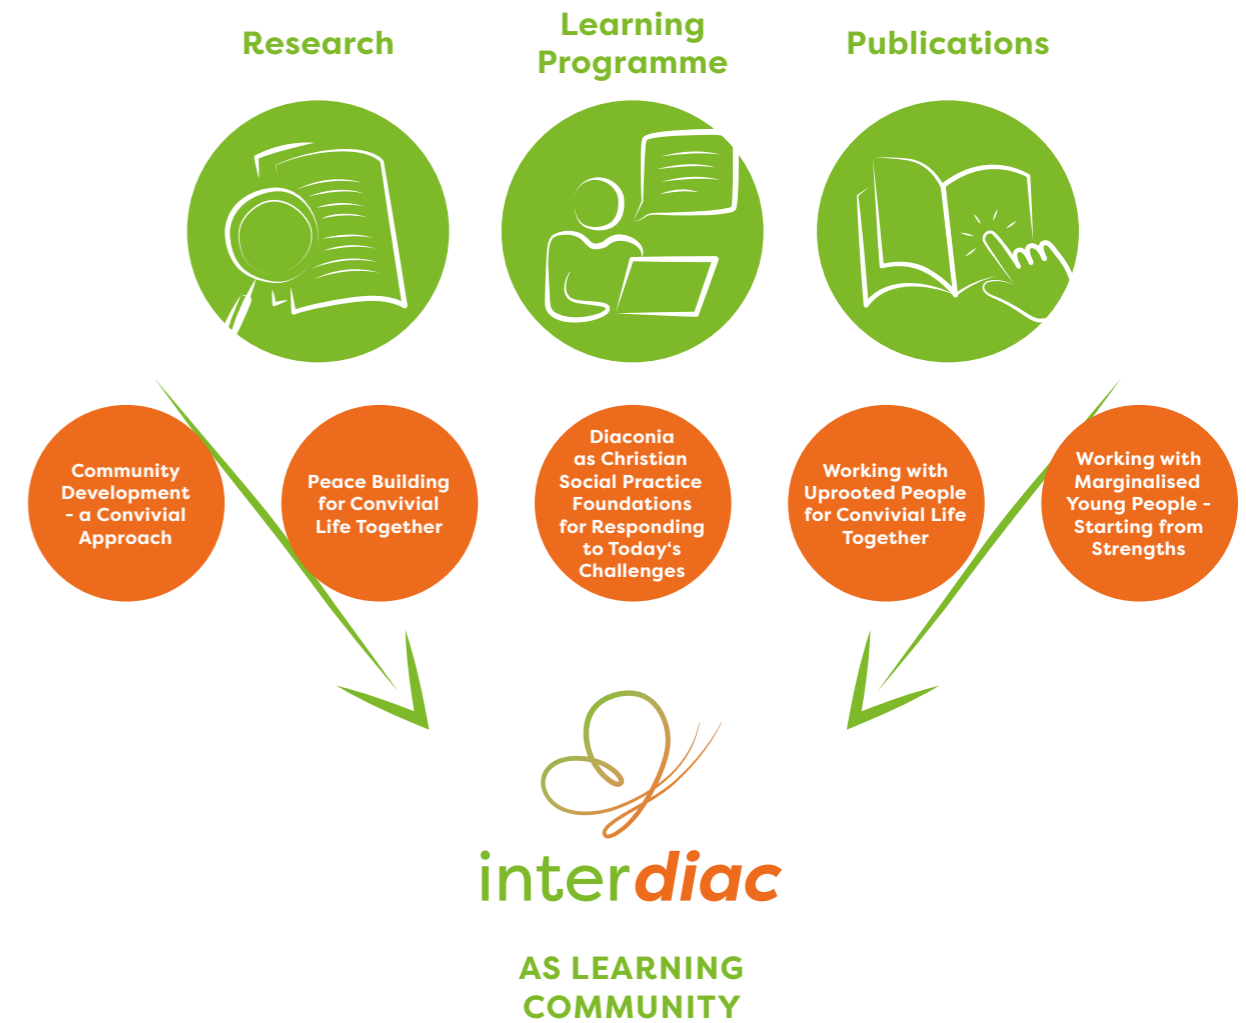 Research
Learning
Programme
Publications
Community
Development
- a Convivial
Approach
Peace Building
for Convivial
Life Together
Diaconia
as Christian
Social Practice
Foundations
for Responding
to Today‘s
Challenges
Working with
Uprooted People
for Convivial Life
Together
Working with
Marginalised
Young People -
Starting from
Strengths
interdiac
AS LEARNING
COMMUNITY